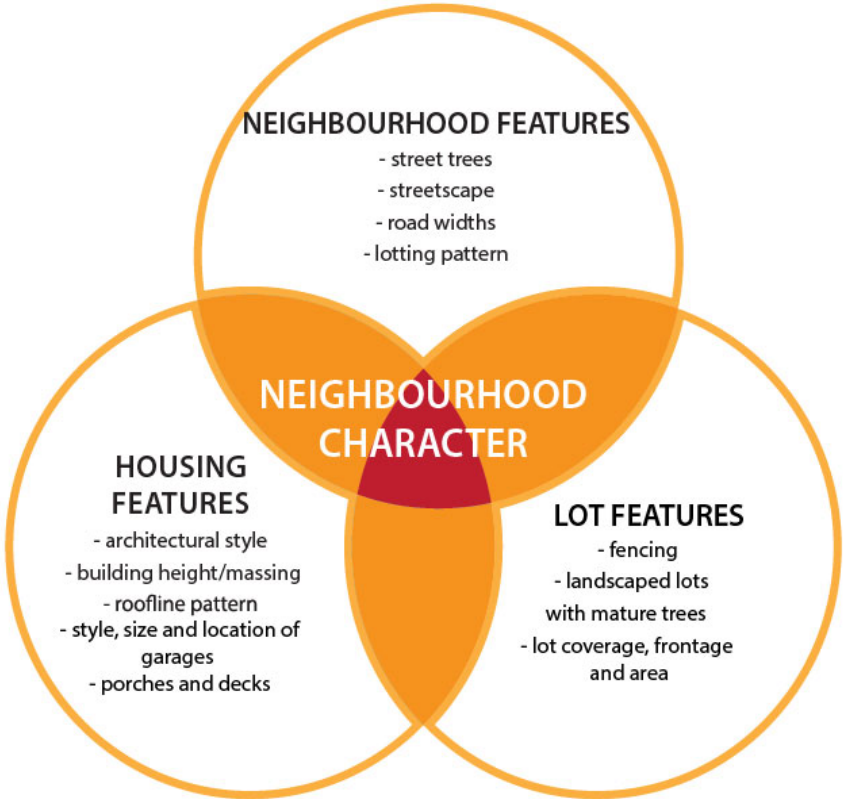 NEIGHBOURHOOD FEATURES
- street trees
- streetscape
- road widths
- lotting pattern
NEIGHBOURHOOD
CHARACTER
HOUSING
FEATURES
- architectural style
- building height/massing
- roofline pattern
- style, size and location of
garages
- porches and decks
LOT FEATURES
- fencing
- landscaped lots
with mature trees
- lot coverage, frontage
and area